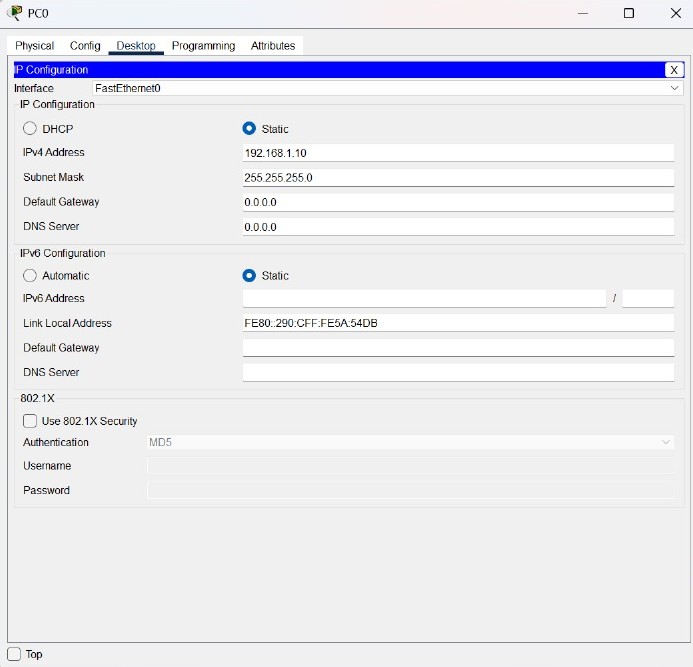 PC0
Physical Config Desktop Programming Attributes
IP Configuration X
Interface FastEthernet0
IP Configuration
DHCP Static
IPv4 Address 192.168.1.10
Subnet Mask 255.255.255.0
Default Gateway 0.0.0.0
DNS Server 0.0.0.0
IPv6 Configuration
Automatic Static
IPv6 Address /
Link Local Address FE80::290:CFF:FE5A:54DB
Default Gateway
DNS Server
802.1X
Use 802.1X Security
Authentication MD5
Username
Password
Top